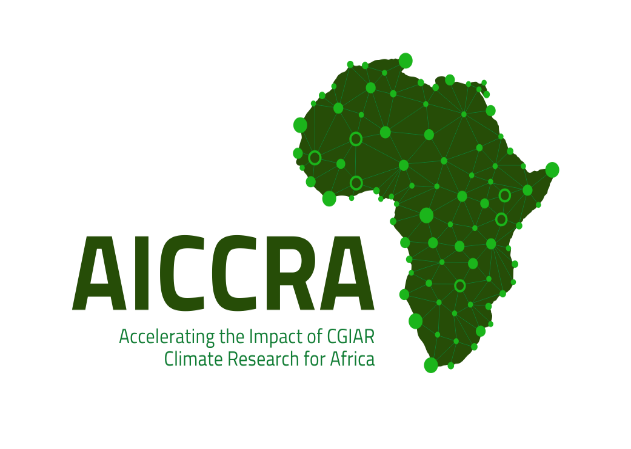 AICCRA
Accelerating the Impact of CGIAR
Climate Research for Africa